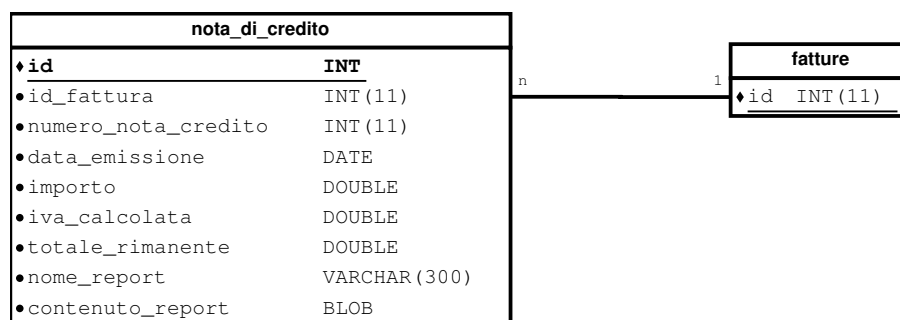 nota_di_credito
id INT
id_fattura INT(11)
numero_nota_credito INT(11)
data_emissione DATE
importo DOUBLE
iva_calcolata DOUBLE
totale_rimanente DOUBLE
nome_report VARCHAR(300)
contenuto_report BLOB
n
1
fatture
id INT(11)